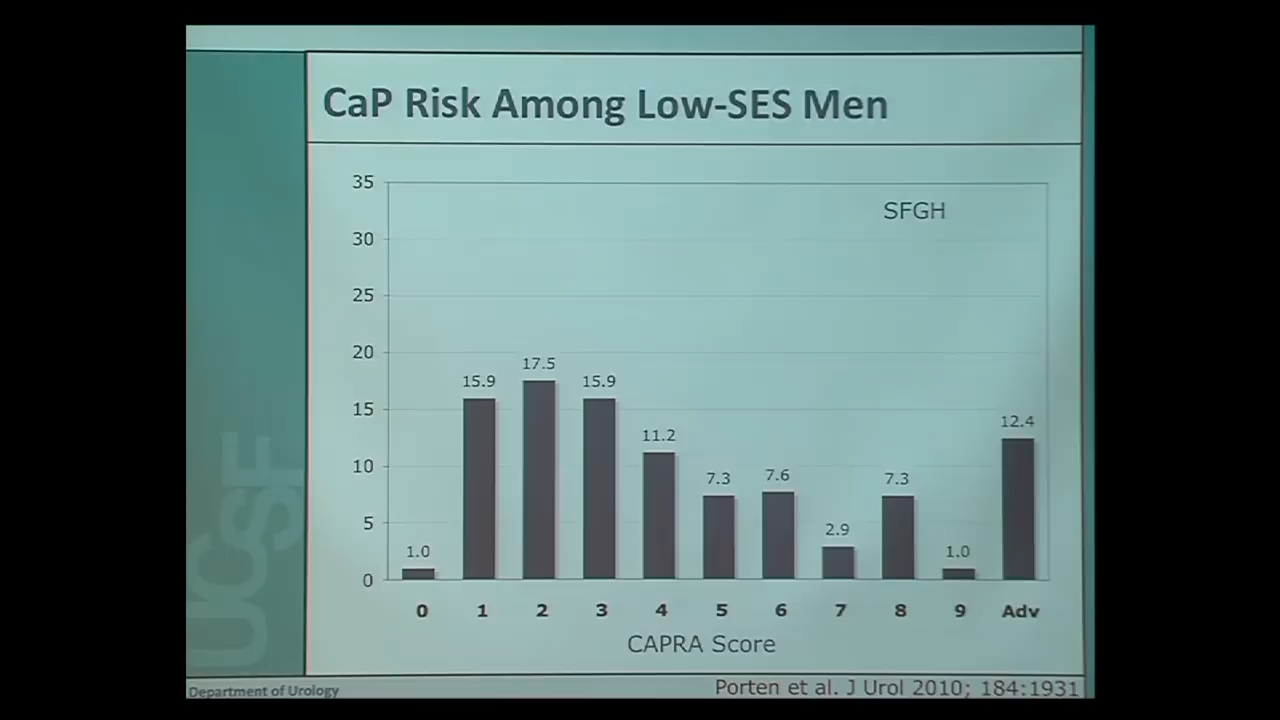 CaP Risk Among Low-SES Men
SFGH
35
30
25
20
15
10
5
0
1.0
15.9
17.5
15.9
11.2
7.3
7.6
2.9
7.3
1.0
12.4
0 1 2 3 4 5 6 7 8 9 Adv
CAPRA Score
UCSF
Department of Urology
Porten et al. J Urol 2010; 184:1931